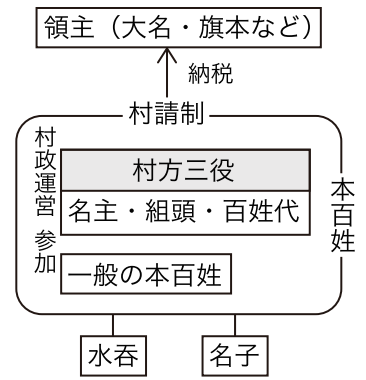 領主（大名・旗本など）
納税
村請制
村政運営 参加
村方三役
名主・組頭・百姓代
本百姓
一般の本百姓
水呑
名子